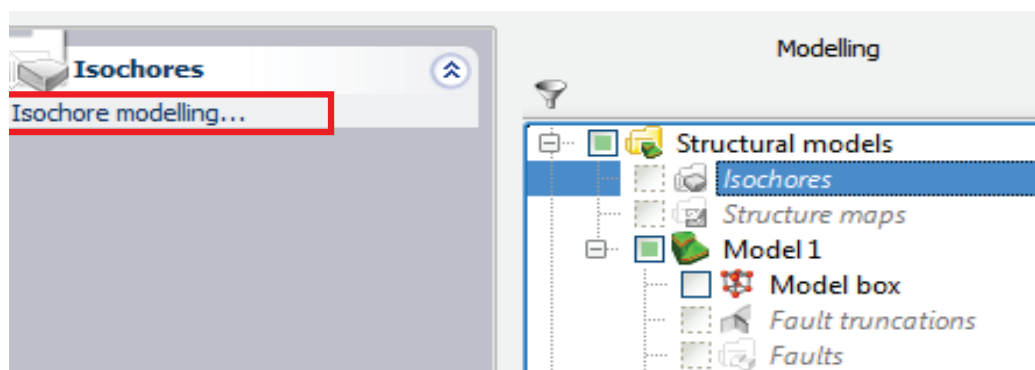 Isochores
Isochore modelling...
Modelling
Structural models
Isochores
Structure maps
Model 1
Model box
Fault truncations
Faults